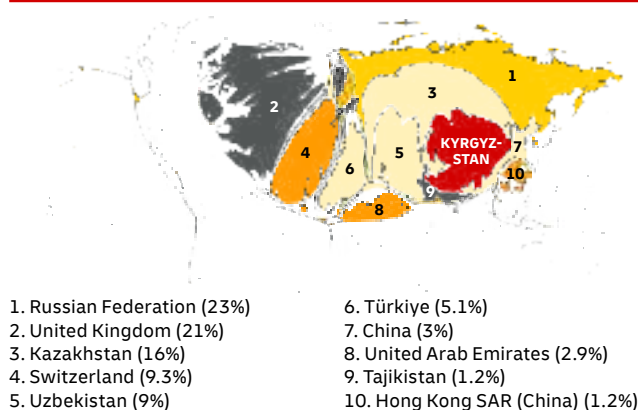 1
2
3
KYRGYZ-
STAN
7
4
5
6
10
9
8
1. Russian Federation (23%)
2. United Kingdom (21%)
3. Kazakhstan (16%)
4. Switzerland (9.3%)
5. Uzbekistan (9%)
6. Türkiye (5.1%)
7. China (3%)
8. United Arab Emirates (2.9%)
9. Tajikistan (1.2%)
10. Hong Kong SAR (China) (1.2%)